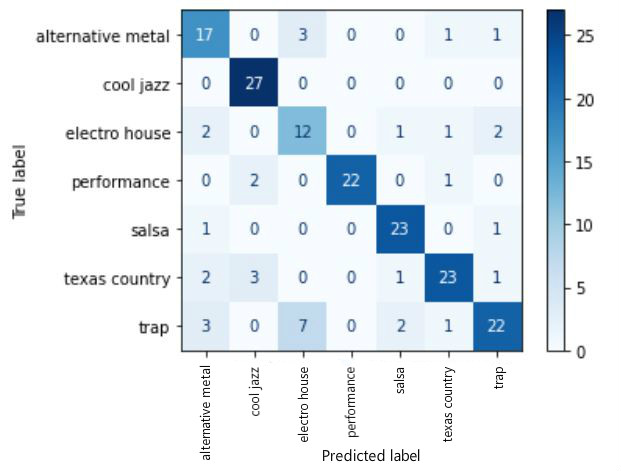 True label
alternative metal 17 0 3 0 0 1 1
cool jazz 0 27 0 0 0 0 0
electro house 2 0 12 0 1 1 2
performance 0 2 0 22 0 1 0
salsa 1 0 0 0 23 0 1
texas country 2 3 0 0 1 23 1
trap 3 0 7 0 2 1 22
alternative metal
cool jazz
electro house
performance
salsa
texas country
trap
Predicted label
25
20
15
10
5
0